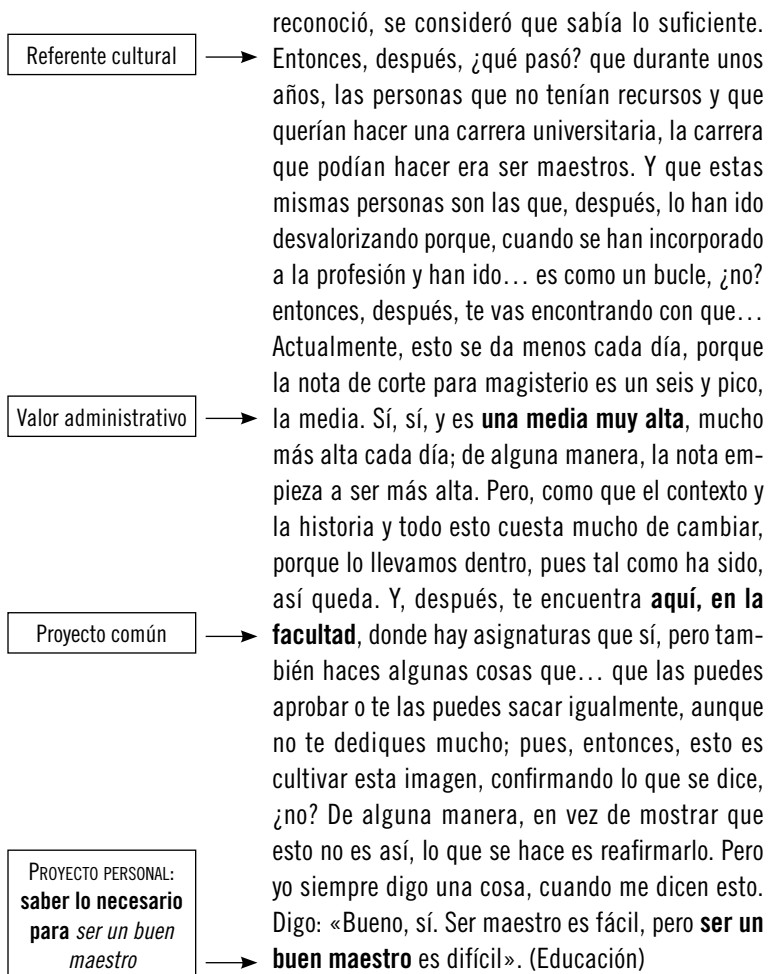 reconoció, se consideró que sabía lo suficiente.
Referente cultural
Entonces, después, ¿qué pasó? que durante unos
años, las personas que no tenían recursos y que
querían hacer una carrera universitaria, la carrera
que podían hacer era ser maestros. Y que estas
mismas personas son las que, después, lo han ido
desvalorizando porque, cuando se han incorporado
a la profesión y han ido... es como un bucle, ¿no?
entonces, después, te vas encontrando con que...
Actualmente, esto se da menos cada día, porque
la nota de corte para magisterio es un seis y pico,
Valor administrativo
la media. Sí, sí, y es una media muy alta, mucho
más alta cada día; de alguna manera, la nota em-
pieza a ser más alta. Pero, como que el contexto y
la historia y todo esto cuesta mucho de cambiar,
porque lo llevamos dentro, pues tal como ha sido,
así queda. Y, después, te encuentra aquí, en la
Proyecto común
facultad, donde hay asignaturas que sí, pero tam-
bién haces algunas cosas que... que las puedes
aprobar o te las puedes sacar igualmente, aunque
no te dediques mucho; pues, entonces, esto es
cultivar esta imagen, confirmando lo que se dice,
¿no? De alguna manera, en vez de mostrar que
esto no es así, lo que se hace es reafirmarlo. Pero
yo siempre digo una cosa, cuando me dicen esto.
Digo: «Bueno, sí. Ser maestro es fácil, pero ser un
buen maestro es difícil». (Educación)
PROYECTO PERSONAL:
saber lo necesario
para ser un buen
maestro